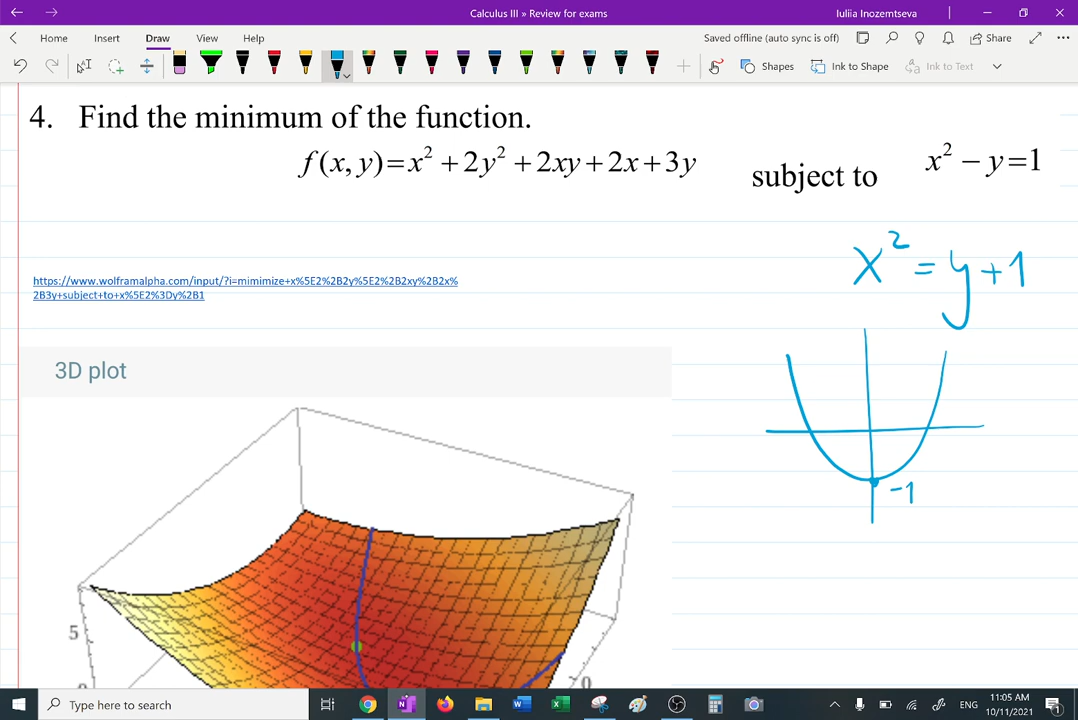 Calculus III » Review for exams
Iuliia Inozemtseva
Home Insert Draw View Help
Saved offline (auto sync is off)
Share
Shapes
Ink to Shape
Ink to Text
4. Find the minimum of the function.
f(x, y)=x² +2y² +2xy+2x+3y subject to x² − y=1
x² = y+1
https://www.wolframalpha.com/input/?i=mimimize+x%5E2%2B2y%5E2%2B2xy%2B2x%
2B3y+subject+to+x%5E2%3Dy%2B1
3D plot
-1
5
0
0
Type here to search
ENG
11:05 AM
10/11/2021